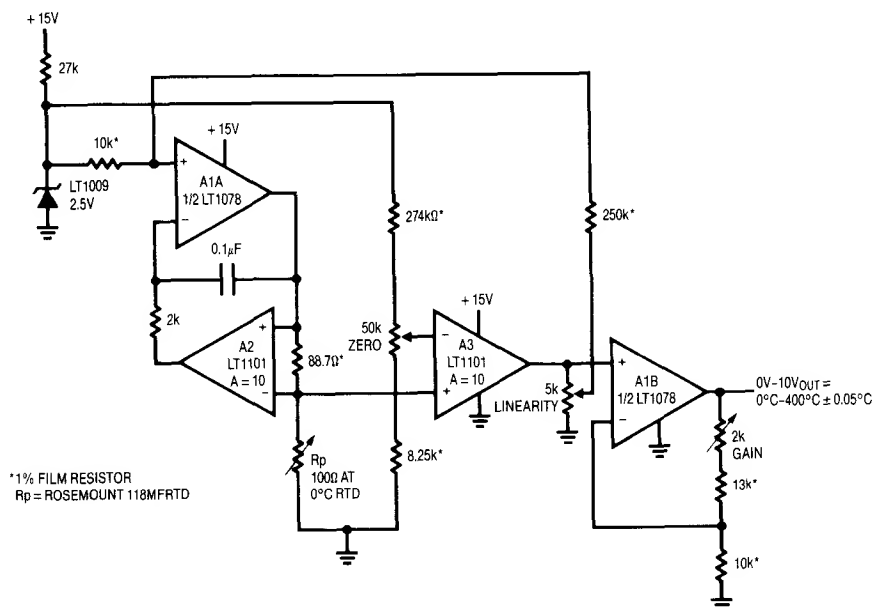 + 15V
27k
10k*
LT1009
2.5V
+ 15V
+
A1A
1/2 LT1078
−
0.1µF
2k
A2
LT1101
A = 10
+
−
88.7Ω*
Rp
100Ω AT
0°C RTD
274kΩ*
50k
ZERO
8.25k*
+ 15V
−
A3
LT1101
A = 10
+
250k*
5k
LINEARITY
+
A1B
1/2 LT1078
−
0V–10VOUT =
0°C–400°C ± 0.05°C
2k
GAIN
13k*
10k*
*1% FILM RESISTOR
Rp = ROSEMOUNT 118MFRTD